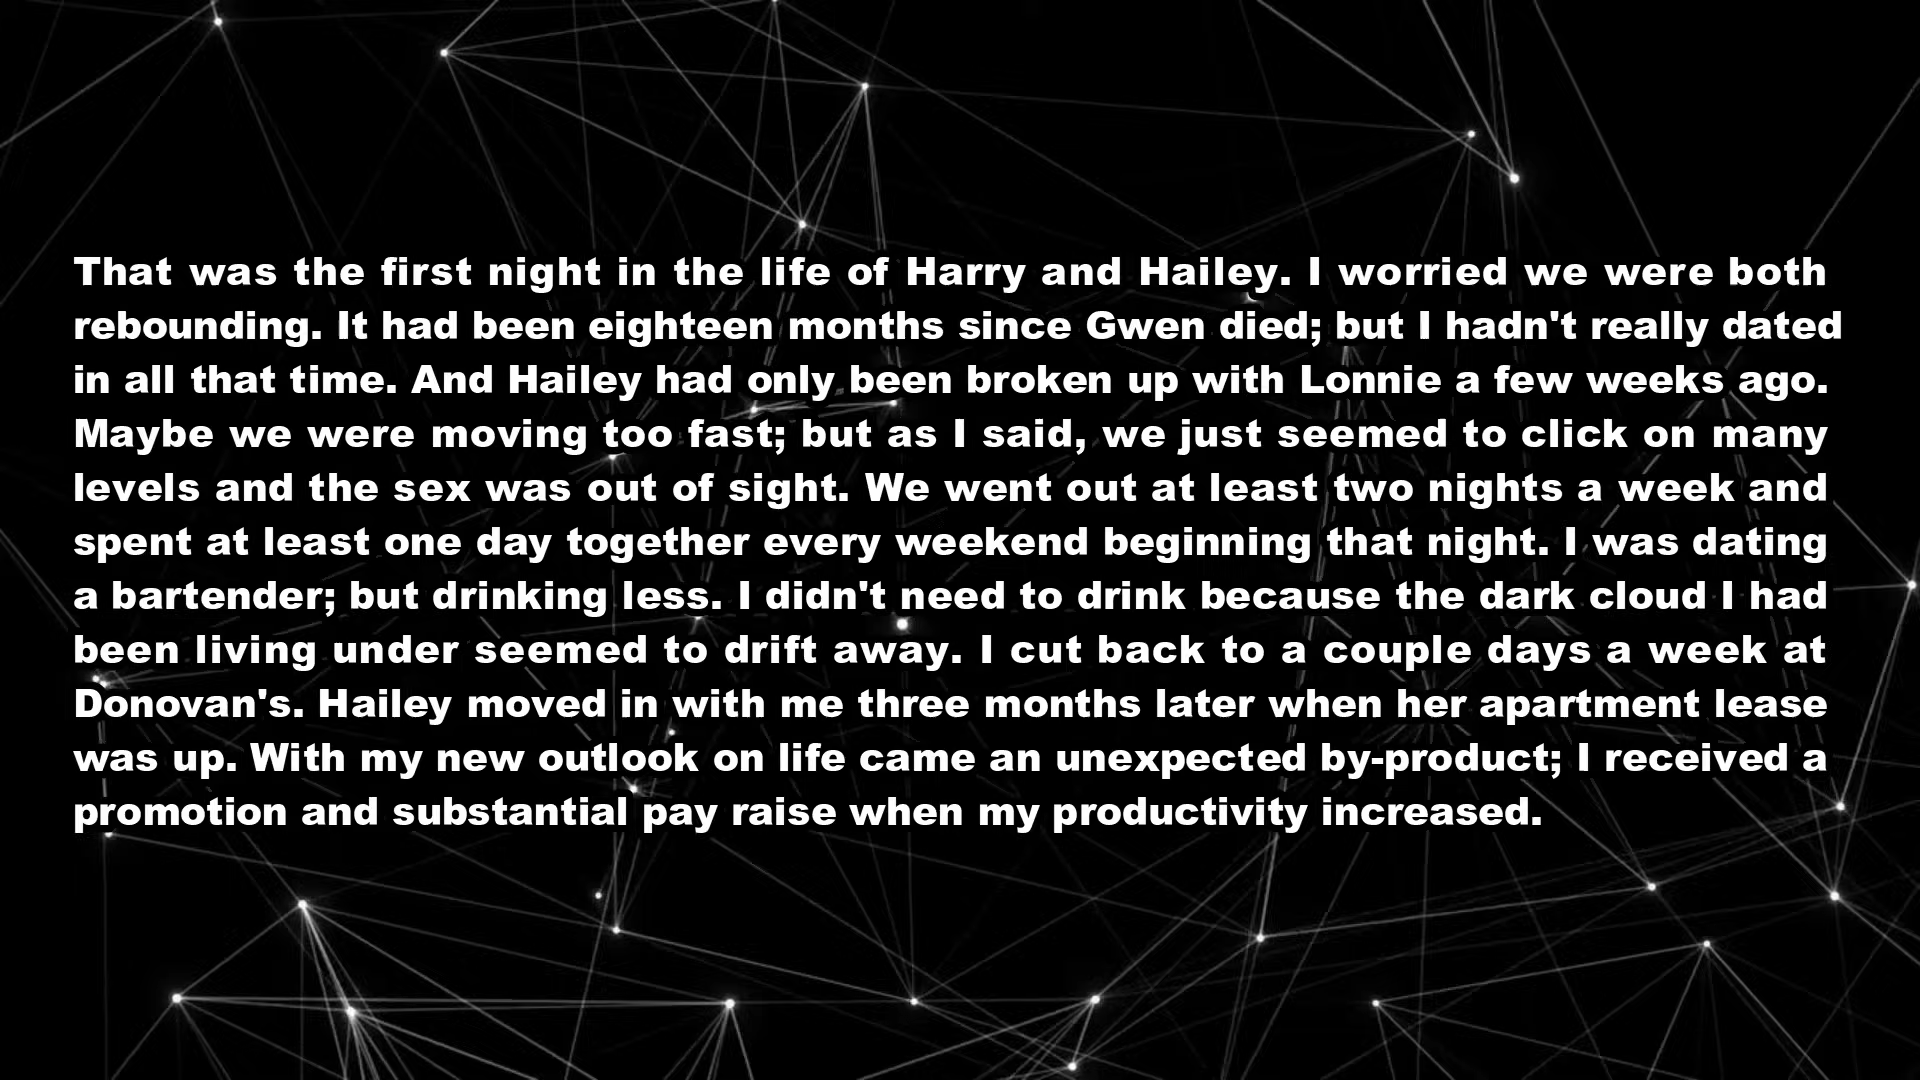 That was the first night in the life of Harry and Hailey. I worried we were both
rebounding. It had been eighteen months since Gwen died; but I hadn't really dated
in all that time. And Hailey had only been broken up with Lonnie a few weeks ago.
Maybe we were moving too fast; but as I said, we just seemed to click on many
levels and the sex was out of sight. We went out at least two nights a week and
spent at least one day together every weekend beginning that night. I was dating
a bartender; but drinking less. I didn't need to drink because the dark cloud I had
been living under seemed to drift away. I cut back to a couple days a week at
Donovan's. Hailey moved in with me three months later when her apartment lease
was up. With my new outlook on life came an unexpected by-product; I received a
promotion and substantial pay raise when my productivity increased.